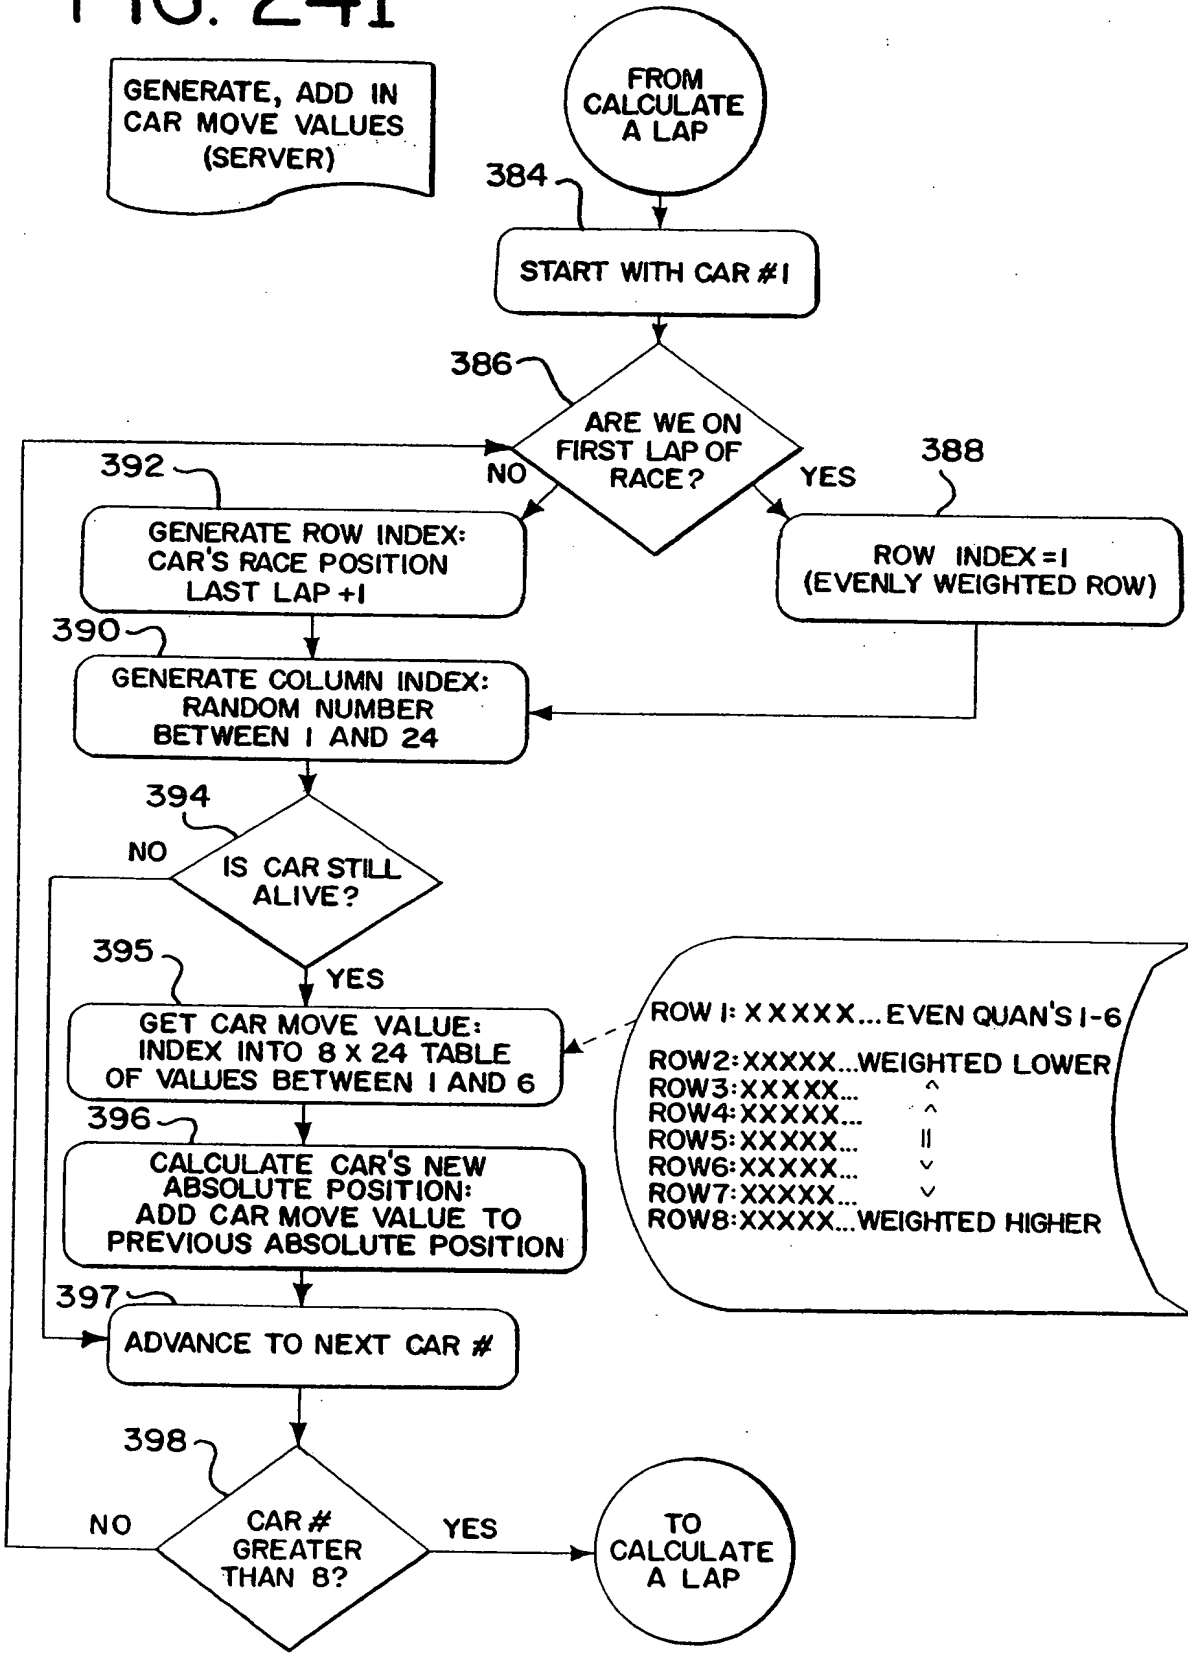 FIG. 24I
GENERATE, ADD IN
CAR MOVE VALUES
(SERVER)
FROM
CALCULATE
A LAP
384
START WITH CAR #1
386
ARE WE ON
FIRST LAP OF
RACE?
NO
YES
388
ROW INDEX=1
(EVENLY WEIGHTED ROW)
392
GENERATE ROW INDEX:
CAR'S RACE POSITION
LAST LAP +1
390
GENERATE COLUMN INDEX:
RANDOM NUMBER
BETWEEN 1 AND 24
394
NO
IS CAR STILL
ALIVE?
YES
395
GET CAR MOVE VALUE:
INDEX INTO 8 X 24 TABLE
OF VALUES BETWEEN 1 AND 6
ROW 1: XXXXX...EVEN QUAN'S 1-6
ROW2:XXXXX...WEIGHTED LOWER
ROW3:XXXXX... ^
ROW4:XXXXX... ^
ROW5:XXXXX... ||
ROW6:XXXXX... v
ROW7:XXXXX... v
ROW8:XXXXX...WEIGHTED HIGHER
396
CALCULATE CAR'S NEW
ABSOLUTE POSITION:
ADD CAR MOVE VALUE TO
PREVIOUS ABSOLUTE POSITION
397
ADVANCE TO NEXT CAR #
398
NO
CAR #
GREATER
THAN 8?
YES
TO
CALCULATE
A LAP